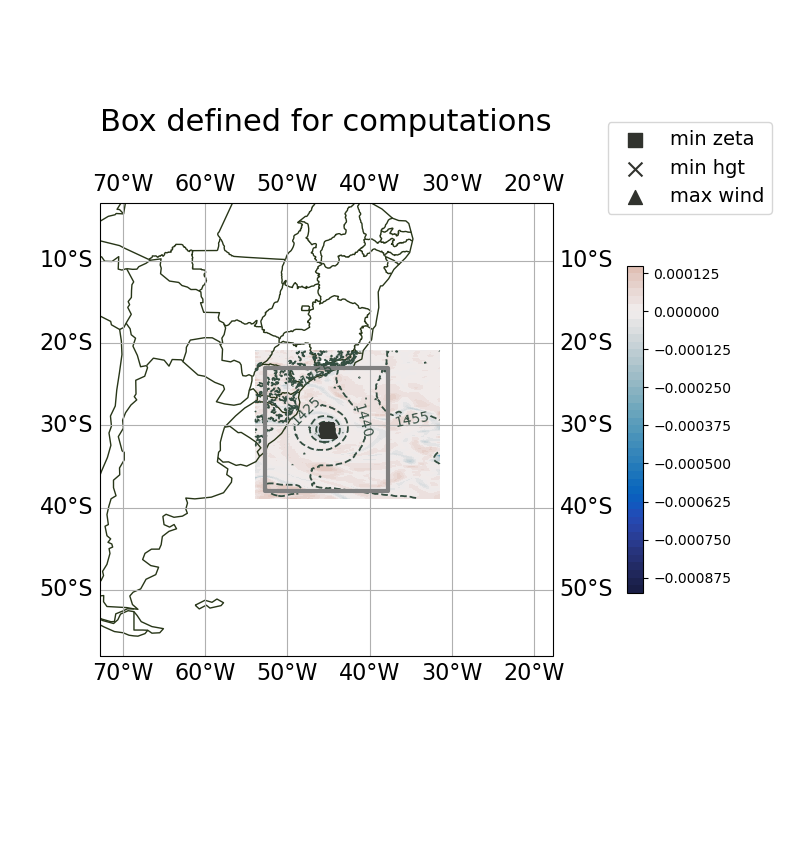 Box defined for computations
min zeta
min hgt
max wind
70°W 60°W 50°W 40°W 30°W 20°W
10°S 10°S
20°S 20°S
30°S 30°S
40°S 40°S
50°S 50°S
1425
1440
1455
70°W 60°W 50°W 40°W 30°W 20°W
0.000125
0.000000
−0.000125
−0.000250
−0.000375
−0.000500
−0.000625
−0.000750
−0.000875